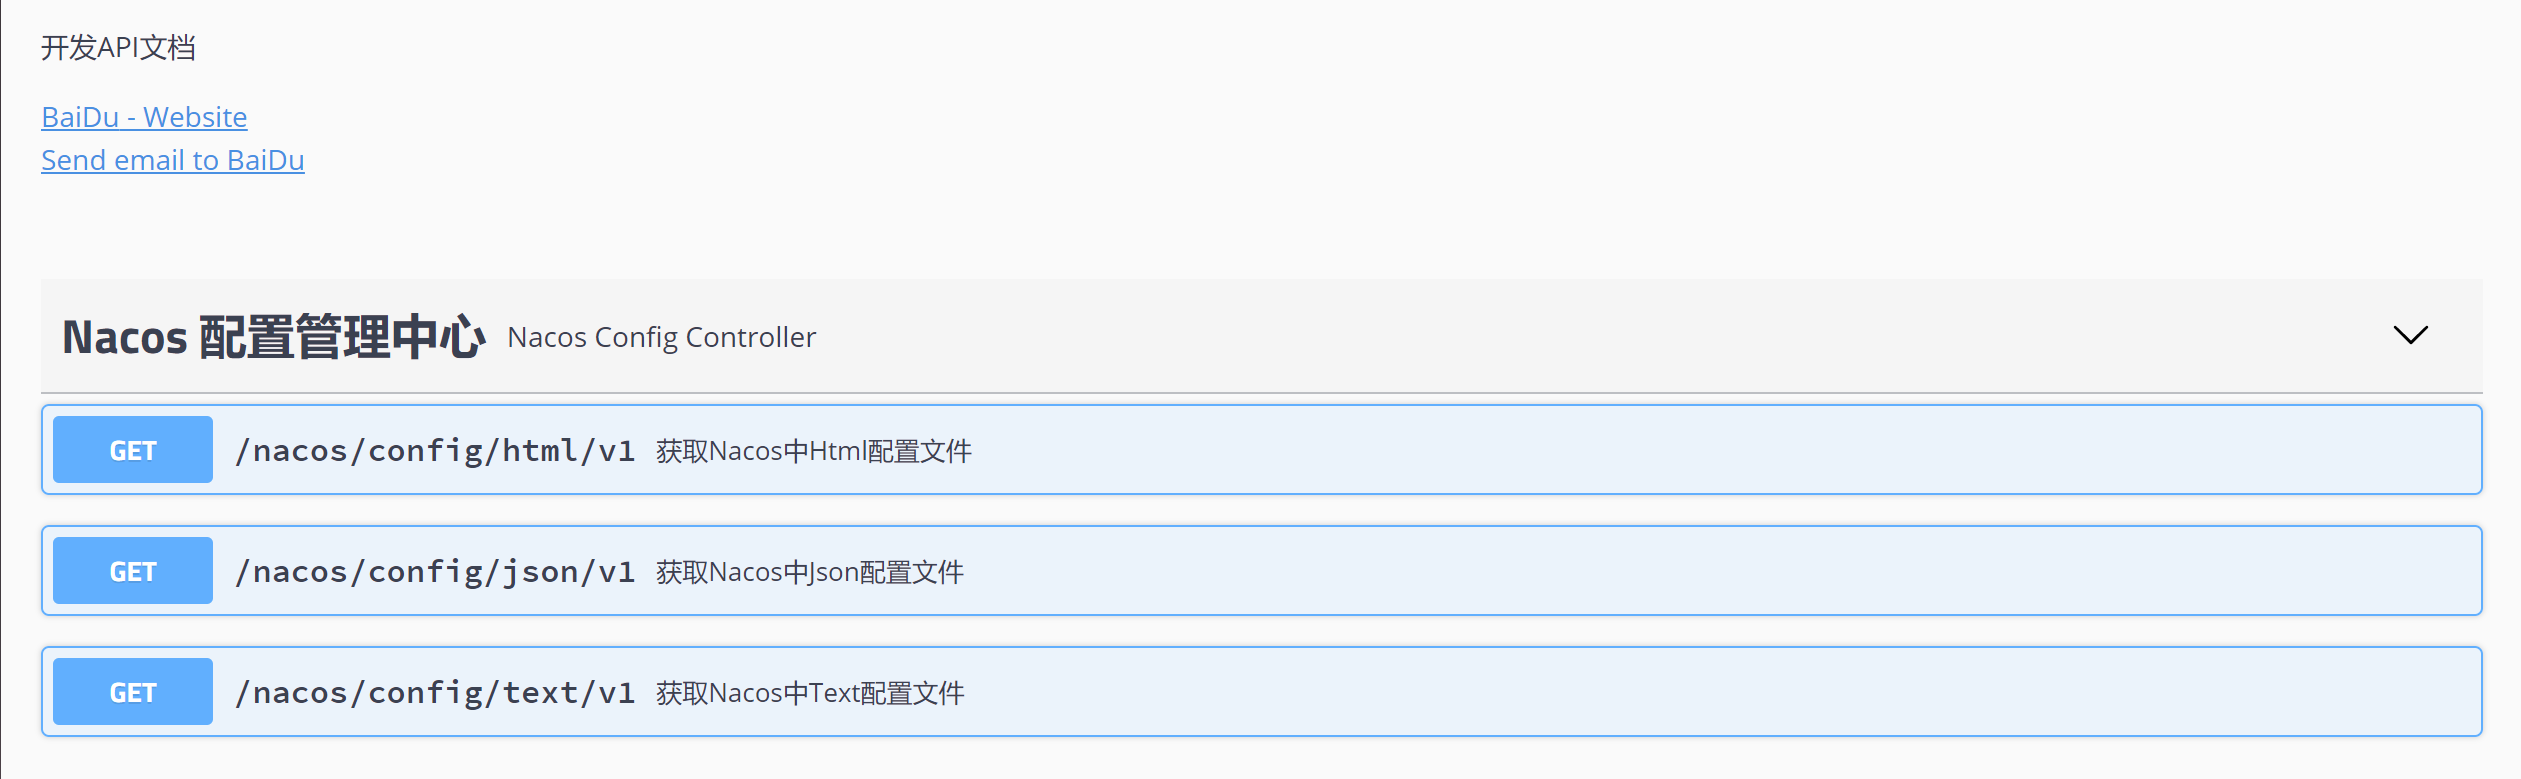 开发API文档
BaiDu - Website
Send email to BaiDu
Nacos 配置管理中心 Nacos Config Controller
GET /nacos/config/html/v1 获取Nacos中Html配置文件
GET /nacos/config/json/v1 获取Nacos中Json配置文件
GET /nacos/config/text/v1 获取Nacos中Text配置文件